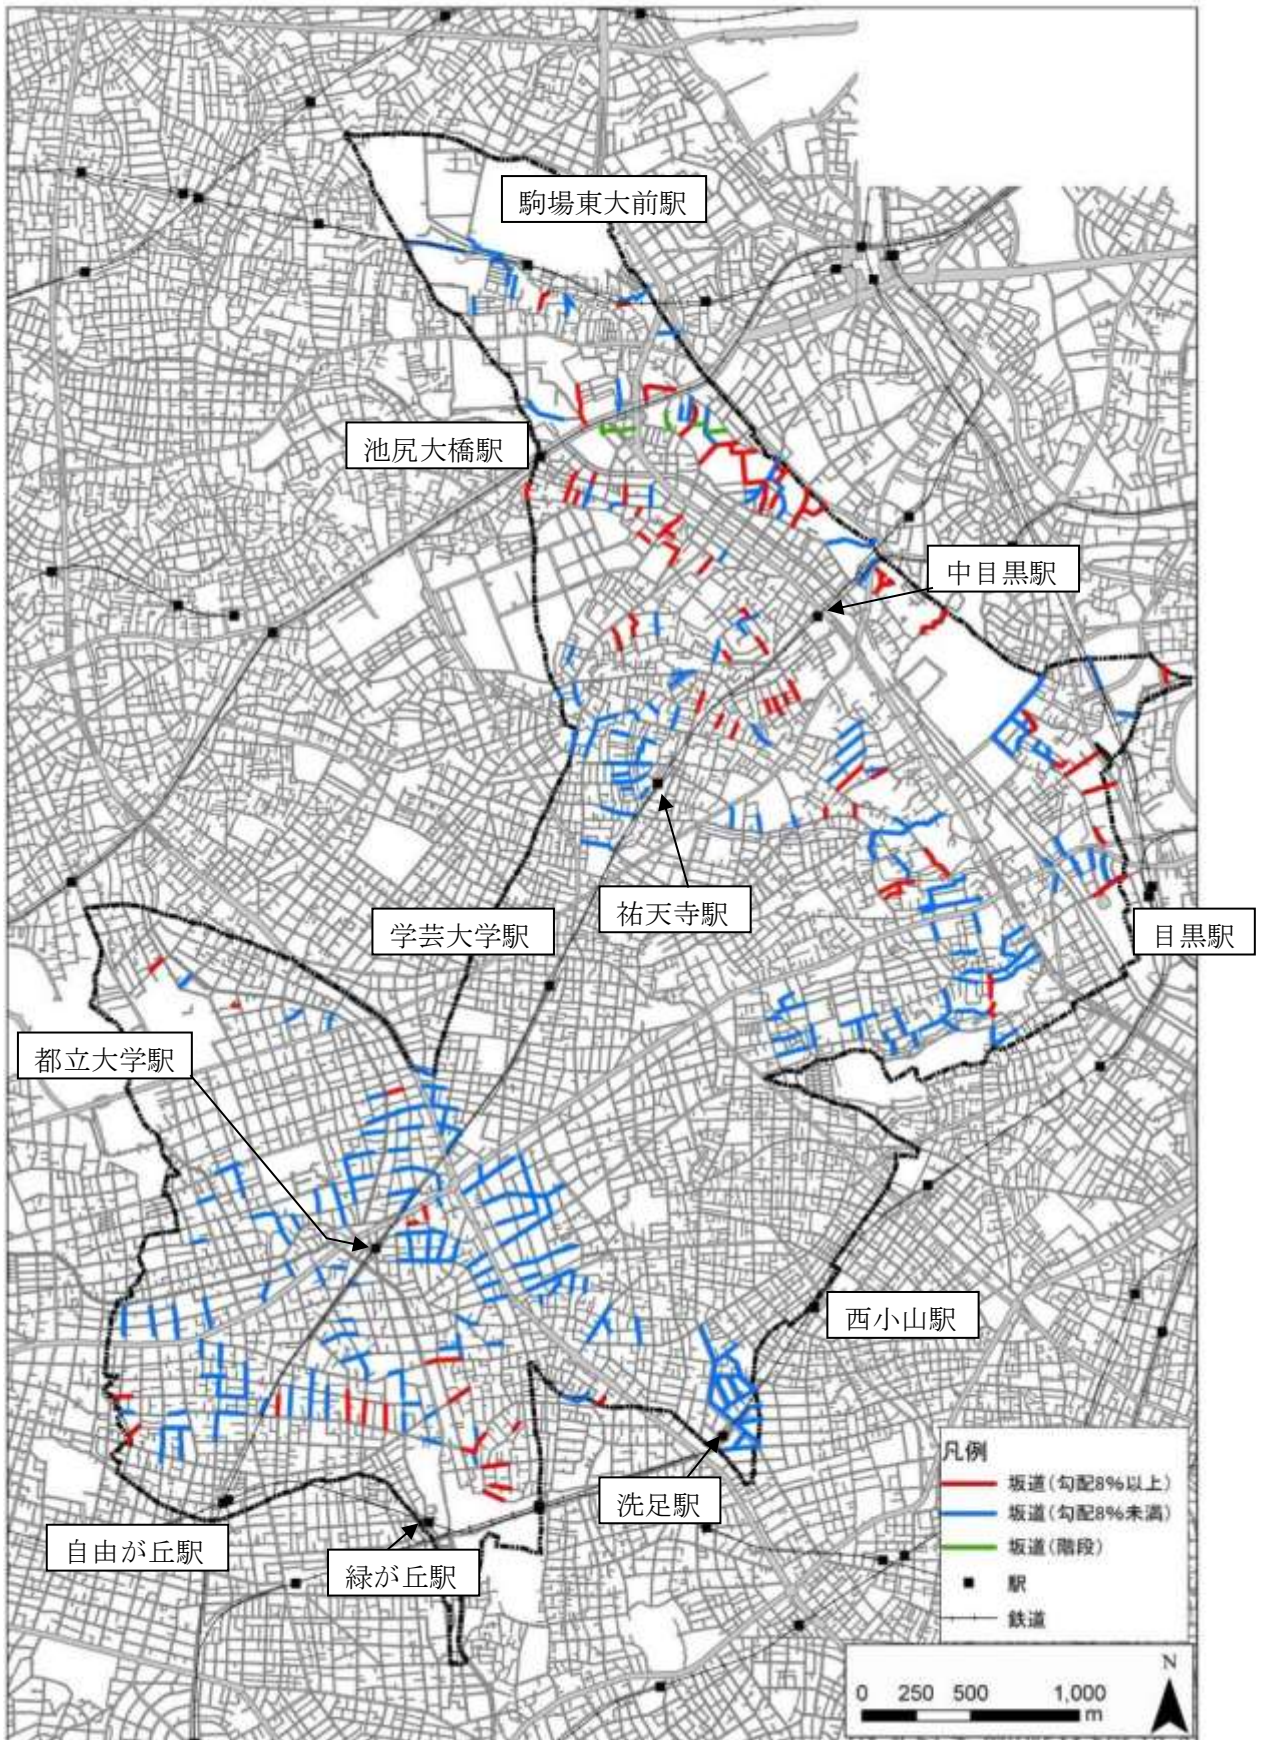 駒場東大前駅
池尻大橋駅
中目黒駅
祐天寺駅
学芸大学駅
目黒駅
都立大学駅
西小山駅
洗足駅
自由が丘駅
緑が丘駅
凡例
坂道(勾配8%以上)
坂道(勾配8%未満)
坂道(階段)
駅
鉄道
N
0 250 500 1,000
m